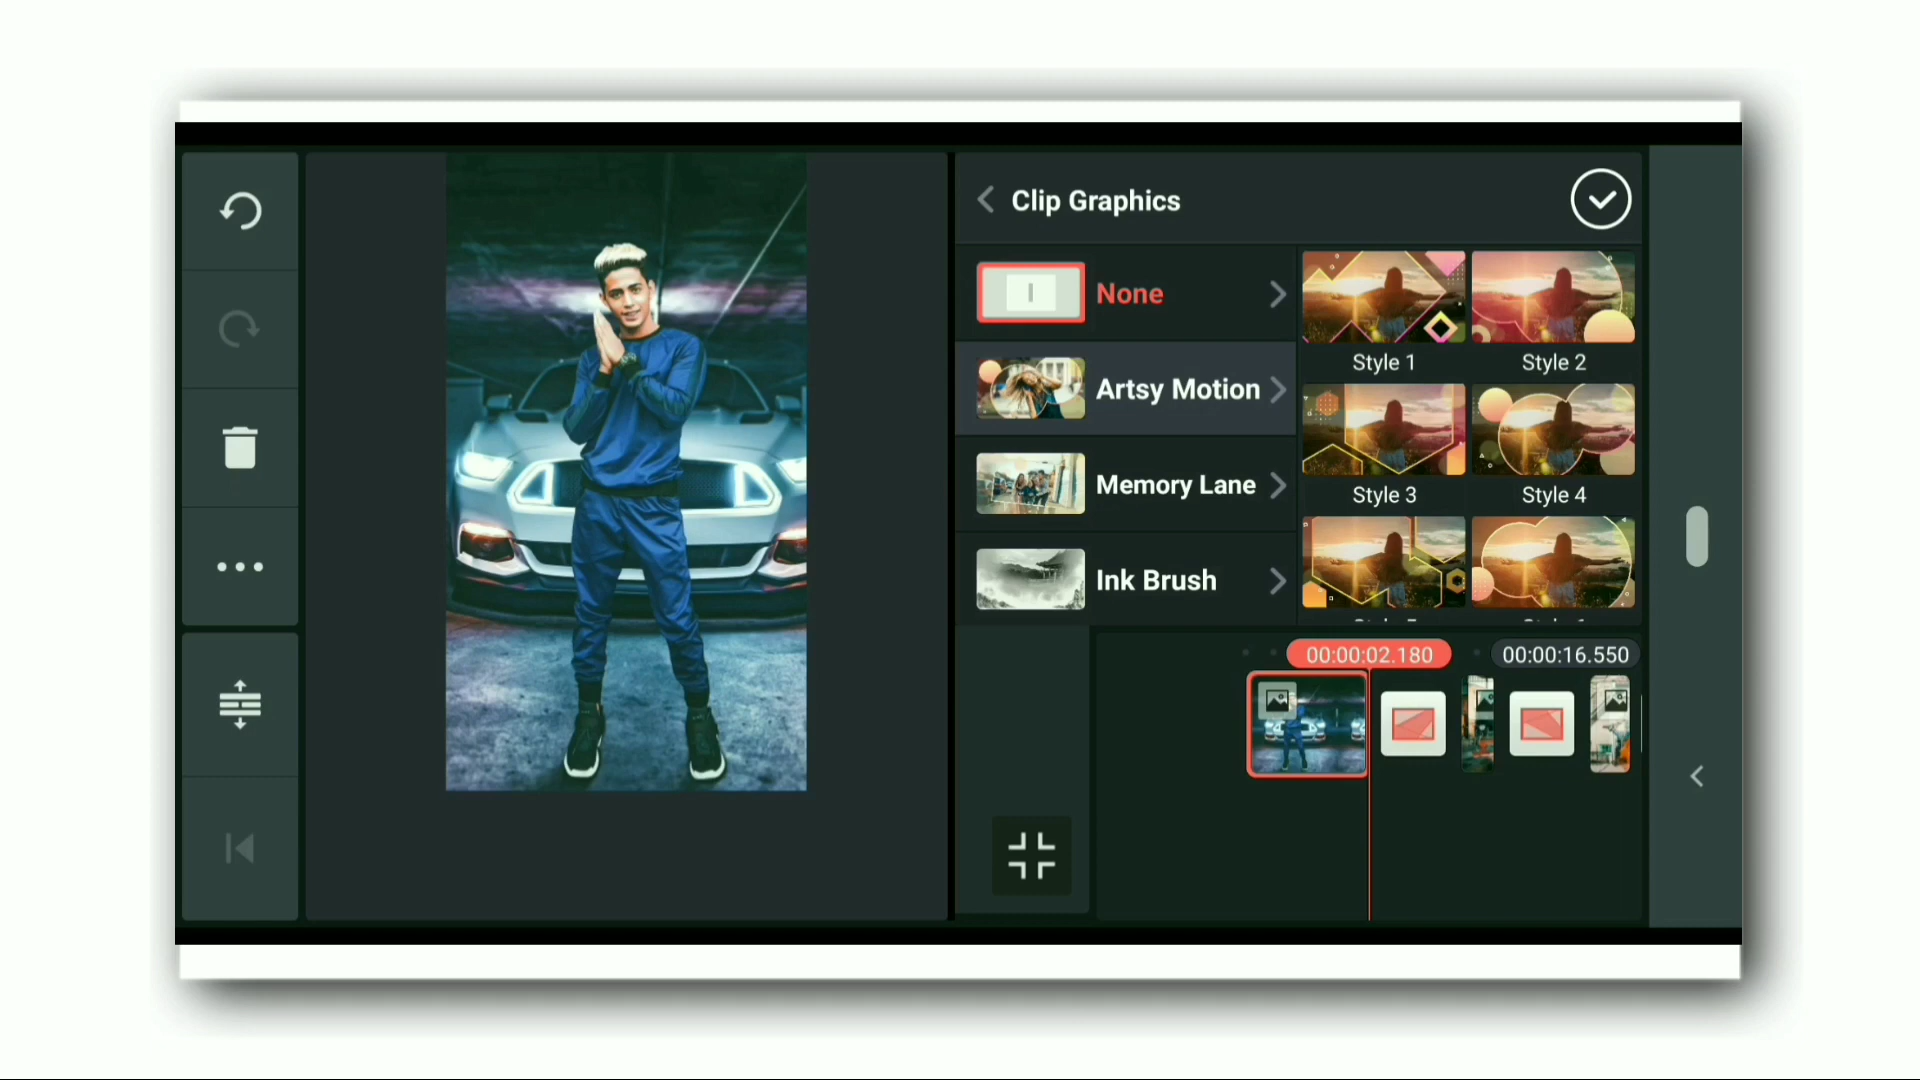 Clip Graphics
None
Artsy Motion
Memory Lane
Ink Brush
Style 1
Style 2
Style 3
Style 4
00:00:02.180
00:00:16.550